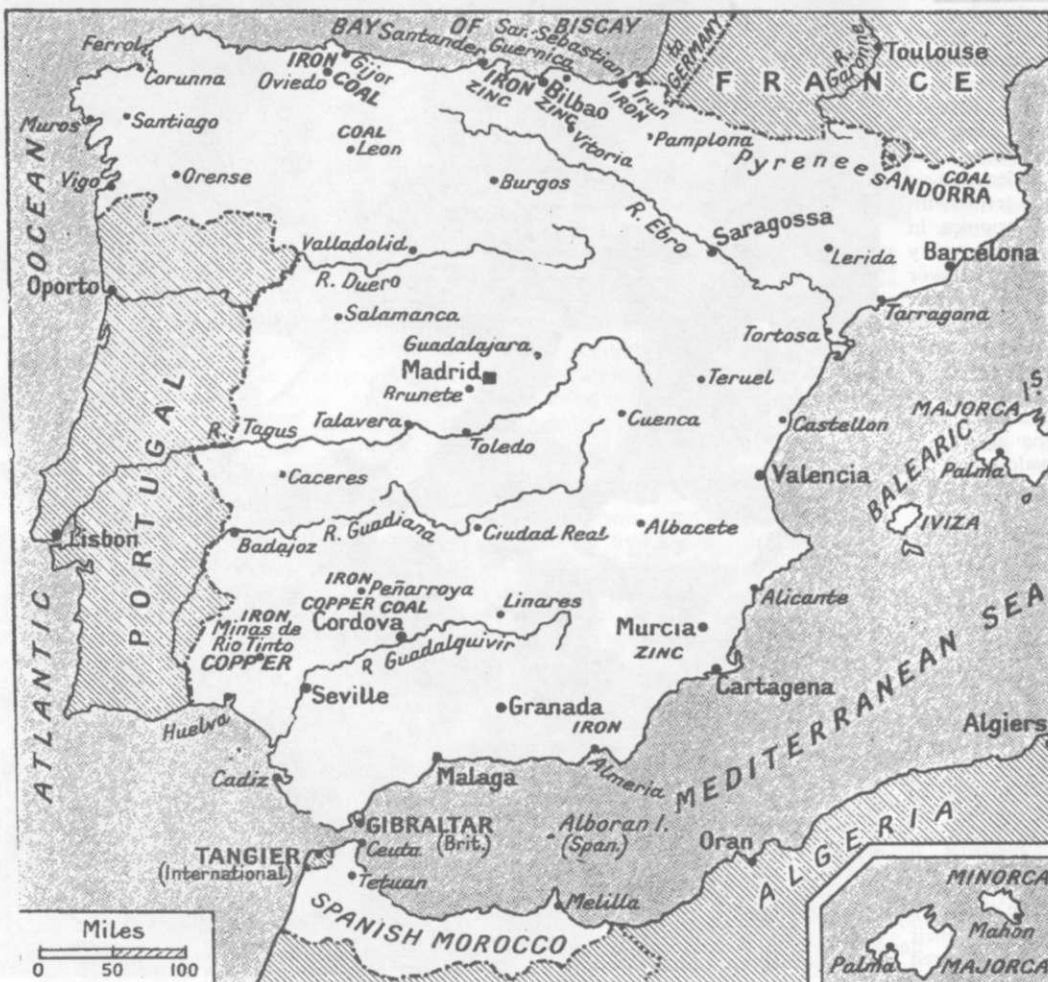 BAY OF BISCAY
Ferrol
Corunna
Santander
San Sebastian
Guernica
to GERMANY
R. Garonne
Toulouse
FRANCE
IRON
Oviedo
Gijor
COAL
IRON
ZINC
Bilbao
ZINC
Irun
IRON
Muros
Santiago
COAL
Leon
Vitoria
Pamplona
Pyrenees
ANDORRA
COAL
Vigo
Orense
Burgos
R. Ebro
Saragossa
Lerida
Barcelona
Valladolid
Oporto
R. Duero
Tarragona
Salamanca
Tortosa
Guadalajara
Madrid
Brunete
Teruel
PORTUGAL
R. Tagus
Talavera
Toledo
Cuenca
Castellon
BALEARIC Is
MAJORCA
Palma
Caceres
Valencia
IVIZA
Lisbon
Badajoz
R. Guadiana
Ciudad Real
Albacete
IRON
Peñarroya
COPPER COAL
Cordova
Linares
Alicante
IRON
Minas de
Rio Tinto
COPPER
R Guadalquivir
Murcia
ZINC
Seville
Cartagena
ATLANTIC OCEAN
Huelva
Granada
IRON
MEDITERRANEAN SEA
Algiers
Cadiz
Malaga
Almeria
GIBRALTAR
(Brit.)
Alboran I.
(Span.)
Oran
ALGERIA
TANGIER
(International)
Ceuta
Tetuan
Melilla
SPANISH MOROCCO
Miles
0 50 100
MINORCA
Mahon
Palma
MAJORCA